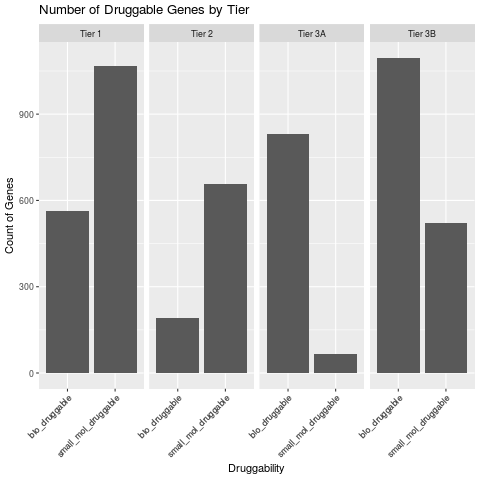 Number of Druggable Genes by Tier
Tier 1 Tier 2 Tier 3A Tier 3B
Count of Genes
900
600
300
0
bio_druggable small_mol_druggable bio_druggable small_mol_druggable bio_druggable small_mol_druggable bio_druggable small_mol_druggable
Druggability